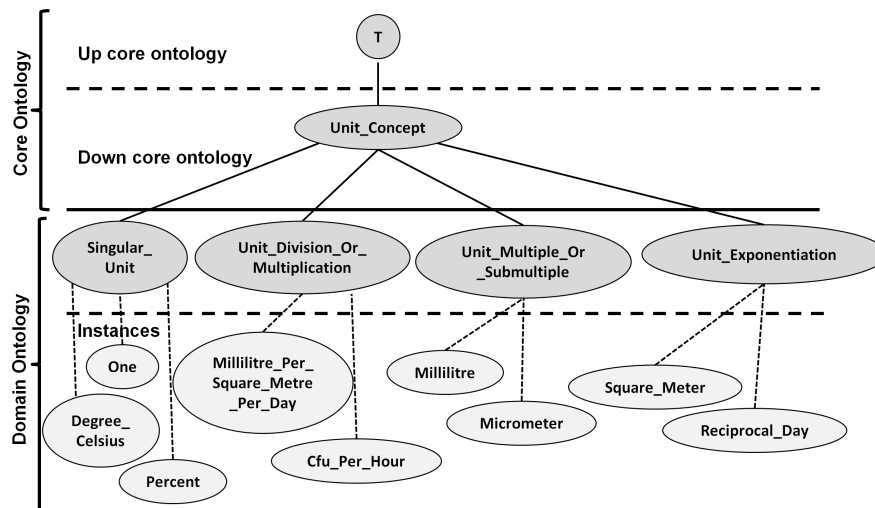 T
Up core ontology
Core Ontology
Unit_Concept
Down core ontology
Singular_
Unit
Unit_Division_Or_
Multiplication
Unit_Multiple_Or
_Submultiple
Unit_Exponentiation
Domain Ontology
Instances
One
Millilitre_Per_
Square_Metre
_Per_Day
Millilitre
Square_Meter
Degree_
Celsius
Micrometer
Reciprocal_Day
Cfu_Per_Hour
Percent